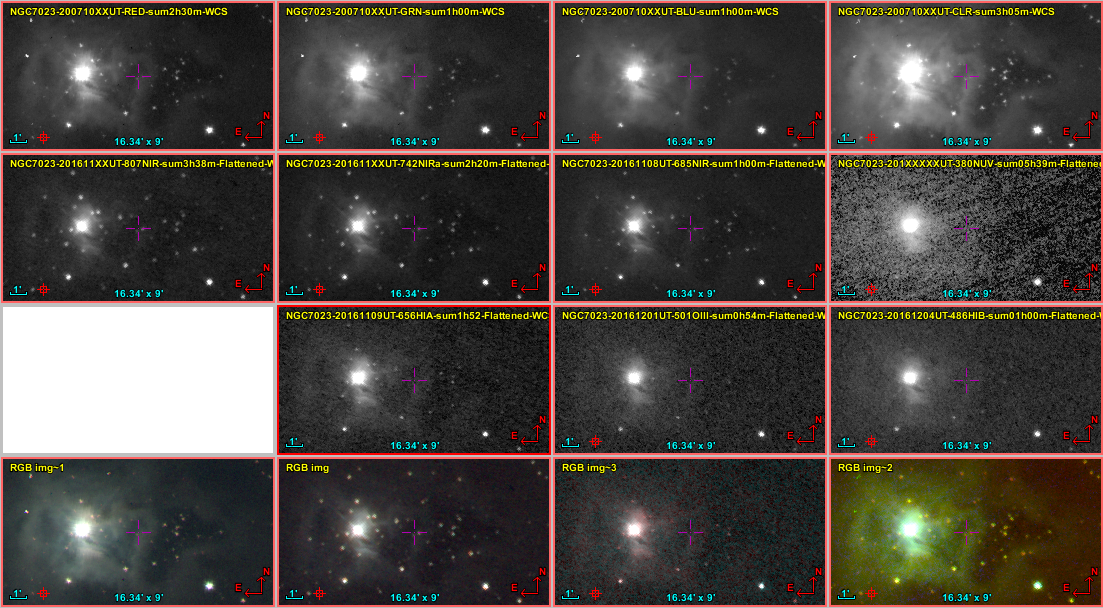 NGC7023-200710XXUT-RED-sum2h30m-WCS
N
E
1'
16.34' x 9'
NGC7023-200710XXUT-GRN-sum1h00m-WCS
N
E
1'
16.34' x 9'
NGC7023-200710XXUT-BLU-sum1h00m-WCS
N
E
1'
16.34' x 9'
NGC7023-200710XXUT-CLR-sum3h05m-WCS
N
E
1'
16.34' x 9'
NGC7023-201611XXUT-807NIR-sum3h38m-Flattened-W
N
E
1'
16.34' x 9'
NGC7023-201611XXUT-742NIRa-sum2h20m-Flattened-
N
E
1'
16.34' x 9'
NGC7023-20161108UT-685NIR-sum1h00m-Flattened-W
N
E
1'
16.34' x 9'
NGC7023-201XXXXXUT-380NUV-sum05h39m-Flattene
N
E
1'
16.34' x 9'
NGC7023-20161109UT-656HIA-sum1h52-Flattened-WC
N
E
1'
16.34' x 9'
NGC7023-20161201UT-501OIII-sum0h54m-Flattened-W
N
E
1'
16.34' x 9'
NGC7023-20161204UT-486HIB-sum01h00m-Flattened-
N
E
1'
16.34' x 9'
RGB img~1
N
E
1'
16.34' x 9'
RGB img
N
E
1'
16.34' x 9'
RGB img~3
N
E
1'
16.34' x 9'
RGB img~2
N
E
1'
16.34' x 9'